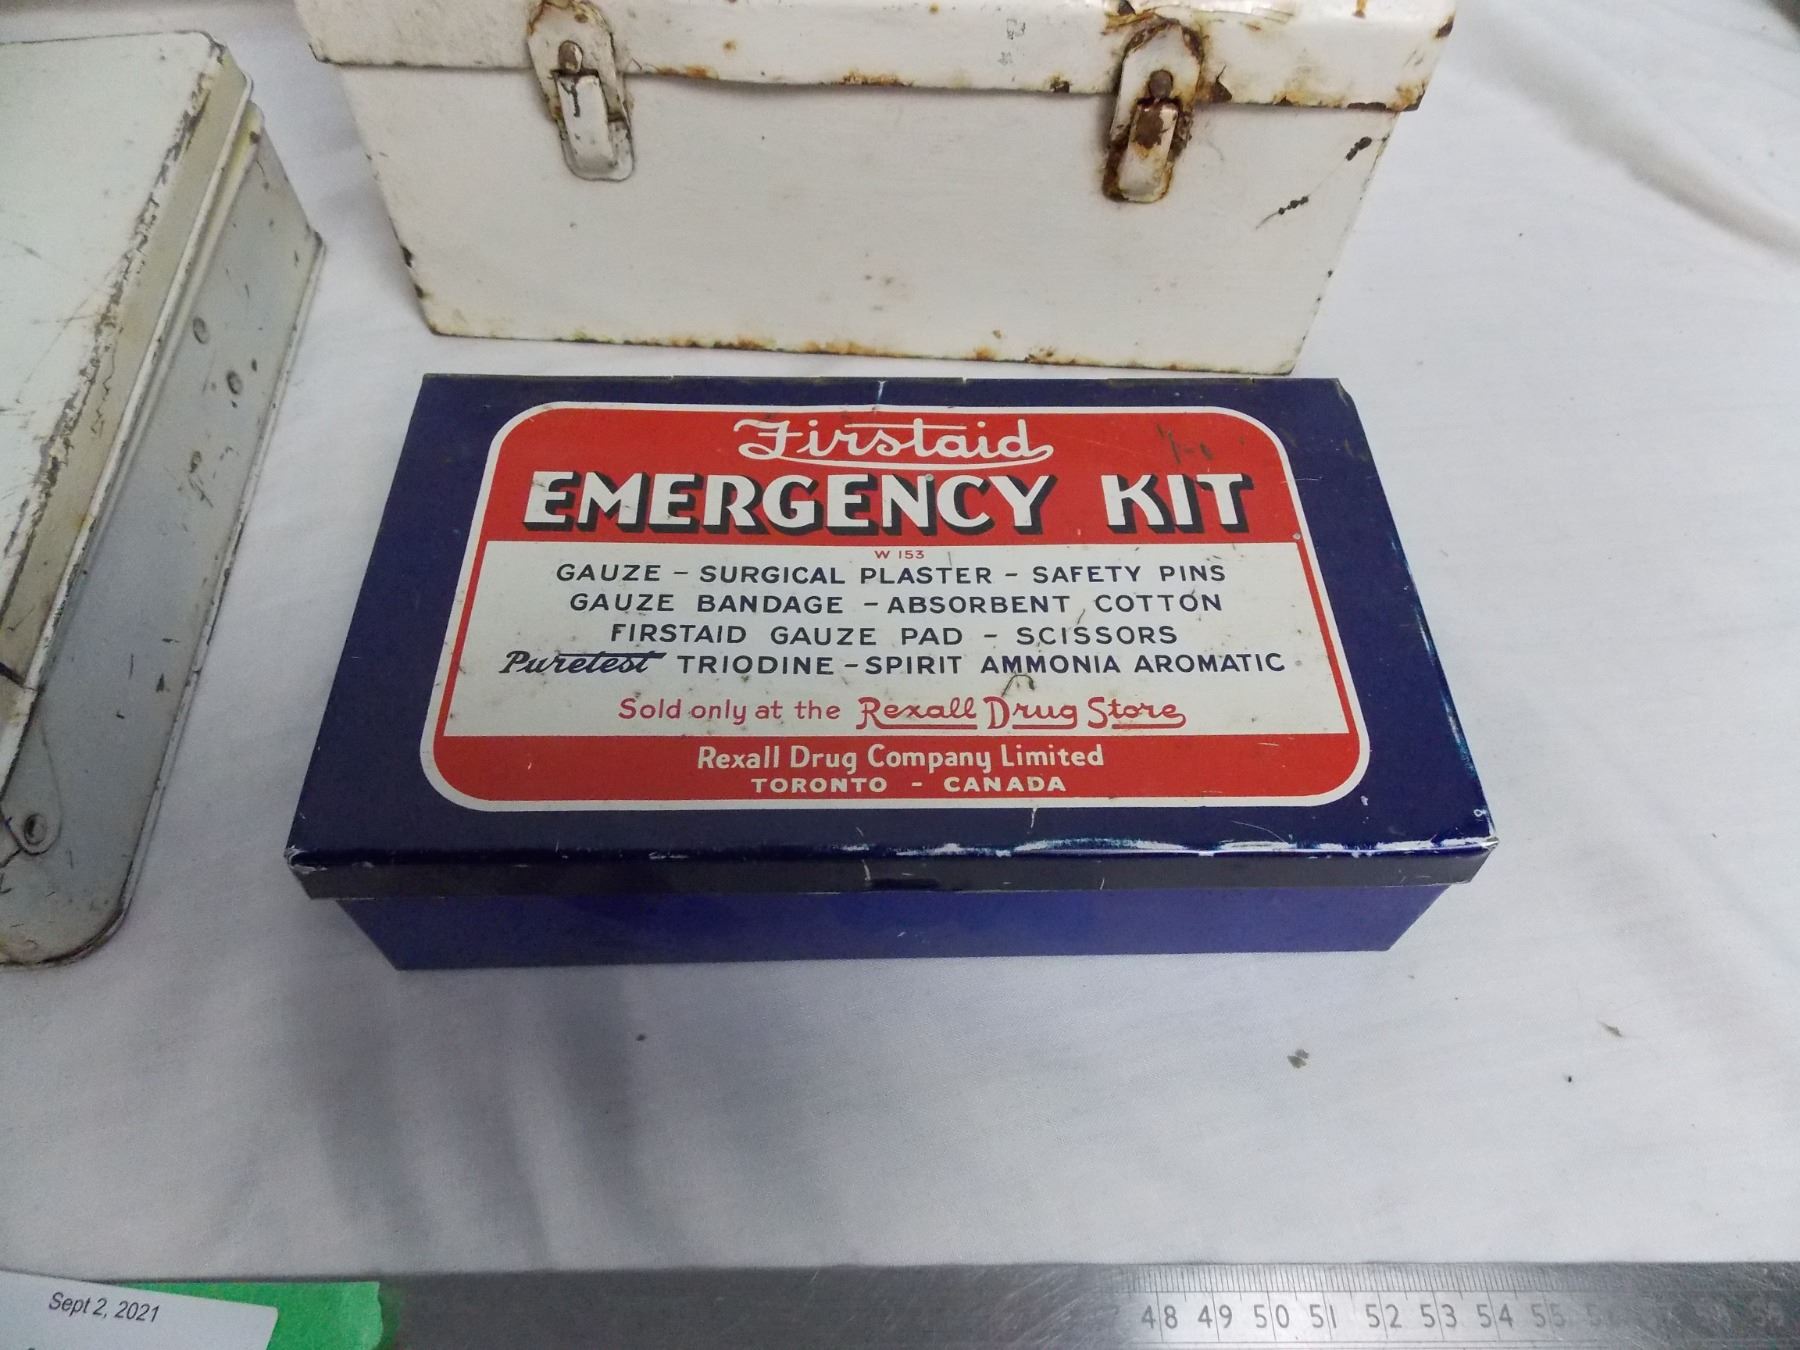 Firstaid
EMERGENCY KIT
W 153
GAUZE - SURGICAL PLASTER - SAFETY PINS
GAUZE BANDAGE - ABSORBENT COTTON
FIRSTAID GAUZE PAD - SCISSORS
Puretest TRIODINE - SPIRIT AMMONIA AROMATIC
Sold only at the Rexall Drug Store
Rexall Drug Company Limited
TORONTO - CANADA
Sept 2, 2021
48 49 50 51 52 53 54 55